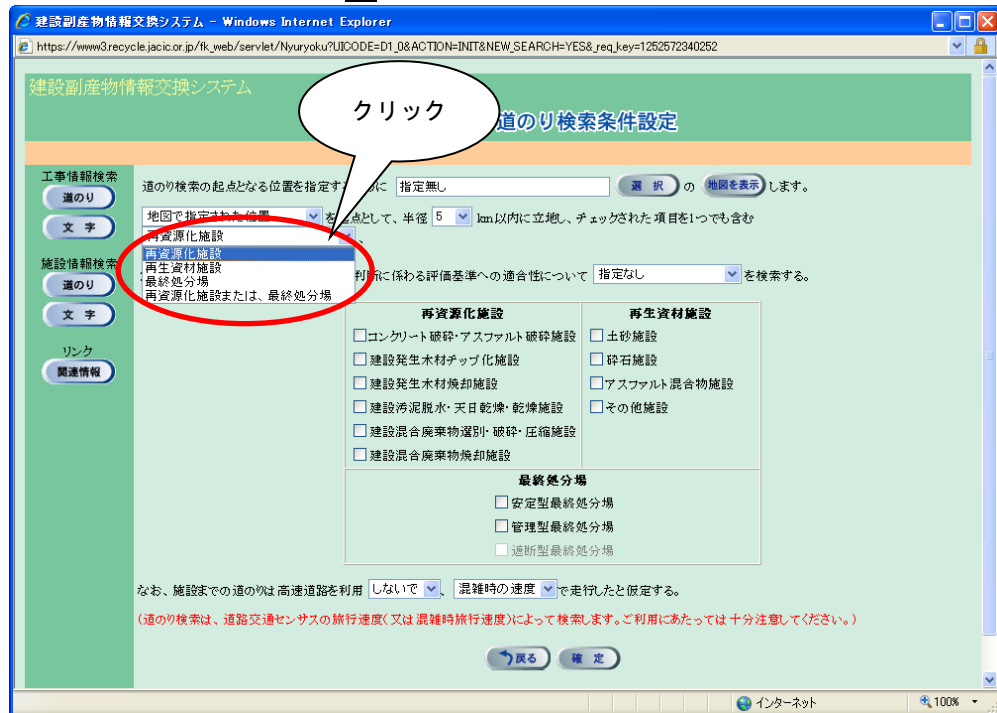 建設副産物情報交換システム - Windows Internet Explorer
https://www3.recycle.jacic.or.jp/fk_web/servlet/Nyuryoku?UICODE=D1_0&ACTION=INIT&NEW_SEARCH=YES&_req_key=1252572340252
建設副産物情報交換システム
クリック
道のり検索条件設定
工事情報検索
道のり
文 字
施設情報検索
道のり
文 字
リンク
関連情報
道のり検索の起点となる位置を指定す に 指定無し 選 択 の 地図を表示 します。
地図で指定された位置 を 点として、半径 5 km以内に立地し、チェックされた項目を1つでも含む
再資源化施設 、
再資源化施設
再生資材施設
最終処分場
再資源化施設または、最終処分場
判断に係わる評価基準への適合性について 指定なし を検索する。
再資源化施設
コンクリート破砕・アスファルト破砕施設
建設発生木材チップ化施設
建設発生木材焼却施設
建設汚泥脱水・天日乾燥・乾燥施設
建設混合廃棄物選別・破砕・圧縮施設
建設混合廃棄物焼却施設
再生資材施設
土砂施設
砕石施設
アスファルト混合物施設
その他施設
最終処分場
安定型最終処分場
管理型最終処分場
遮断型最終処分場
なお、施設までの道のりは高速道路を利用 しないで 、 混雑時の速度 で走行したと仮定する。
(道のり検索は、道路交通センサスの旅行速度(又は混雑時旅行速度)によって検索します。ご利用にあたっては十分注意してください。)
戻る 確 定
インターネット 100%